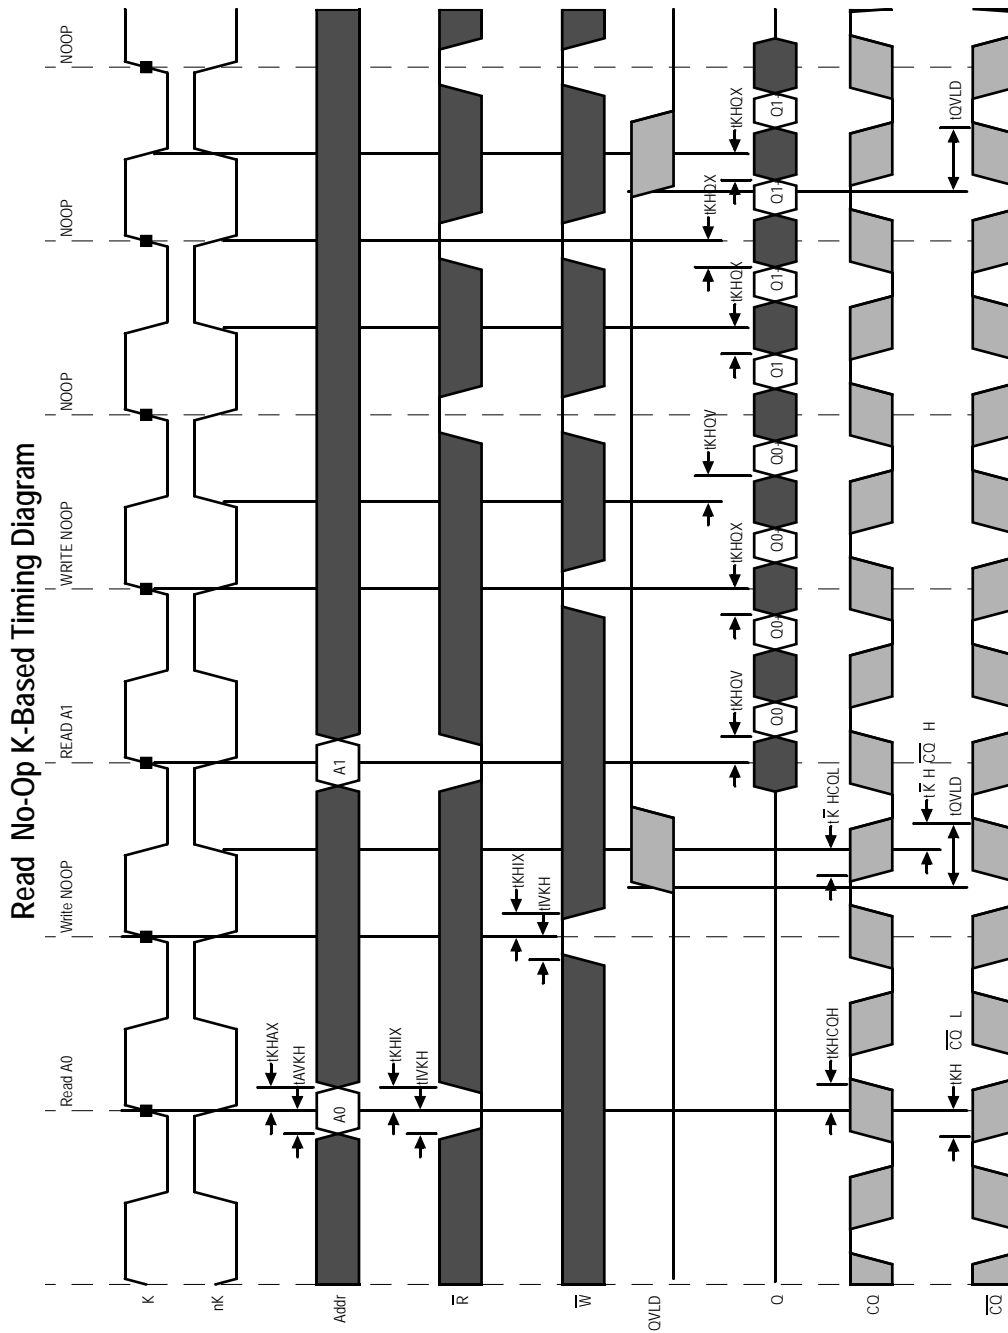 Read No-Op K-Based Timing Diagram
Read A0
Write NOOP
READ A1
WRITE NOOP
NOOP
NOOP
NOOP
K
nK
Addr
A0
A1
tKHAX
tAVKH
R
tKHIX
tIVKH
W
tKHIX
tIVKH
QVLD
Q
Q0
Q0+
Q0+
Q0+
Q1
Q1+
Q1+
Q1+
tKHQV
tKHQX
tKHQV
tKHQX
tKHQX
tKHQX
CQ
tKHCQH
tK HCQL
CQ
tKH CQ L
tK H CQ H
tQVLD
tQVLD